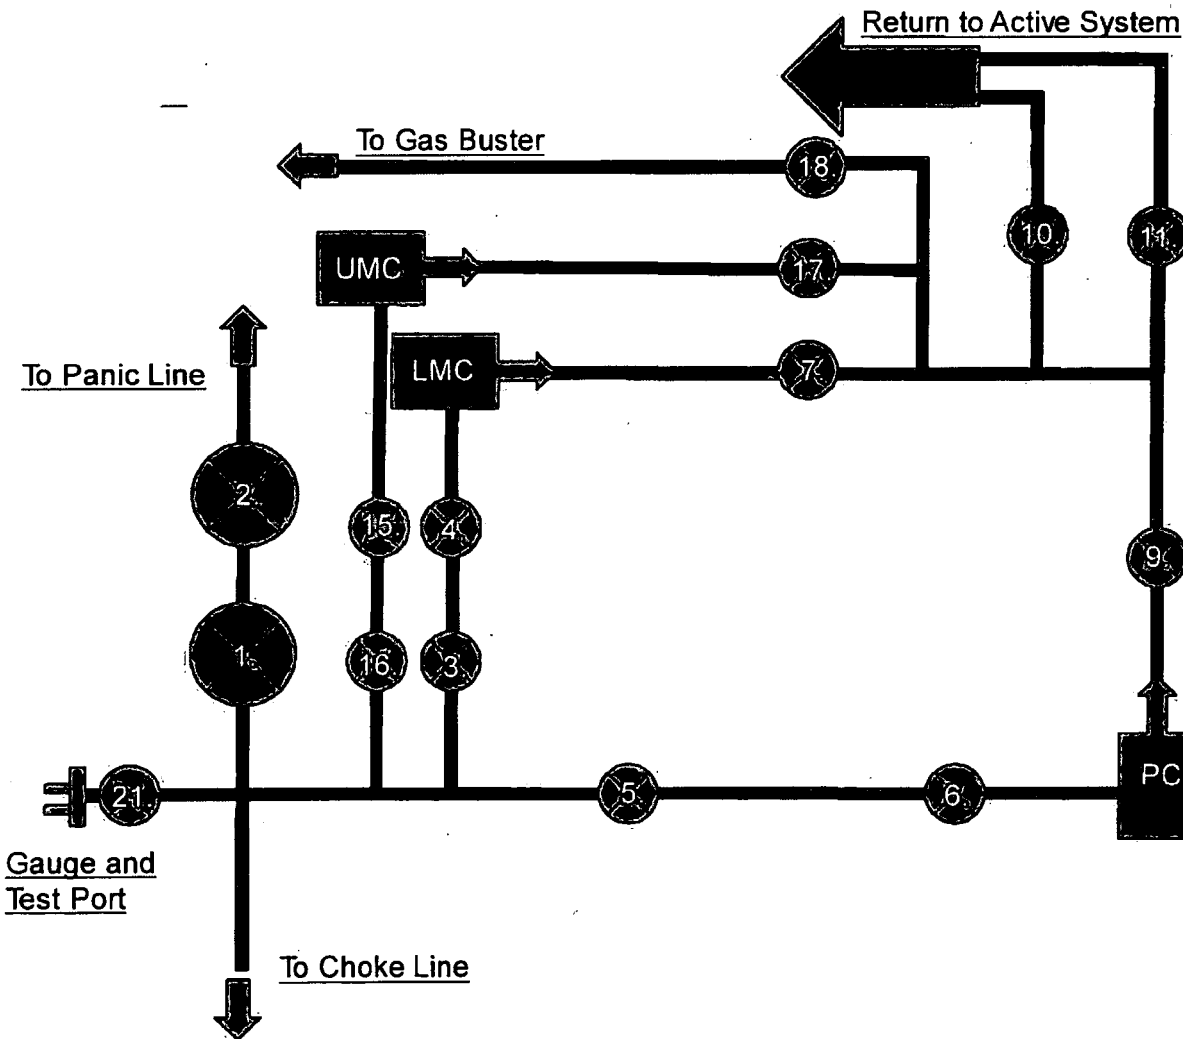 Return to Active System
To Gas Buster
18
10
11
UMC
17
LMC
7
To Panic Line
2
15
4
9
1
16
3
PC
21
5
6
Gauge and
Test Port
To Choke Line